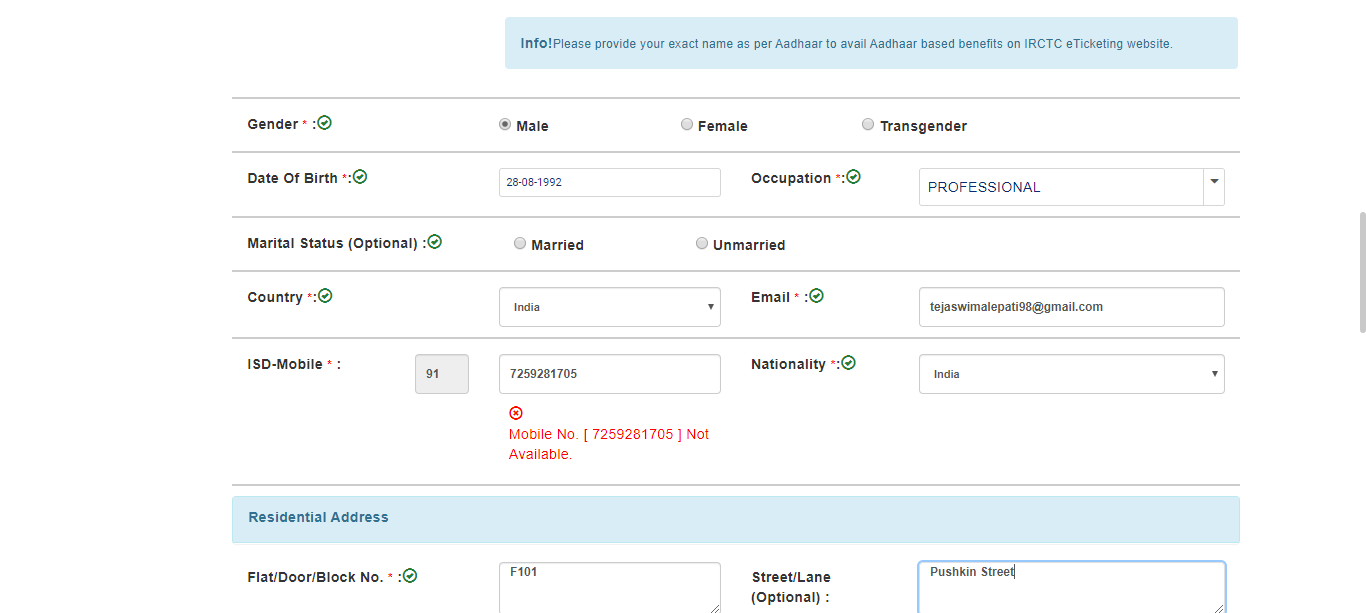 Info!Please provide your exact name as per Aadhaar to avail Aadhaar based benefits on IRCTC eTicketing website.
Gender * : Male Female Transgender
Date Of Birth *: 28-08-1992 Occupation *: PROFESSIONAL
Marital Status (Optional) : Married Unmarried
Country *: India Email * : tejaswimalepati98@gmail.com
ISD-Mobile * : 91 7259281705 Nationality *: India
Mobile No. [ 7259281705 ] Not
Available.
Residential Address
Flat/Door/Block No. * : F101 Street/Lane Pushkin Street
(Optional) :